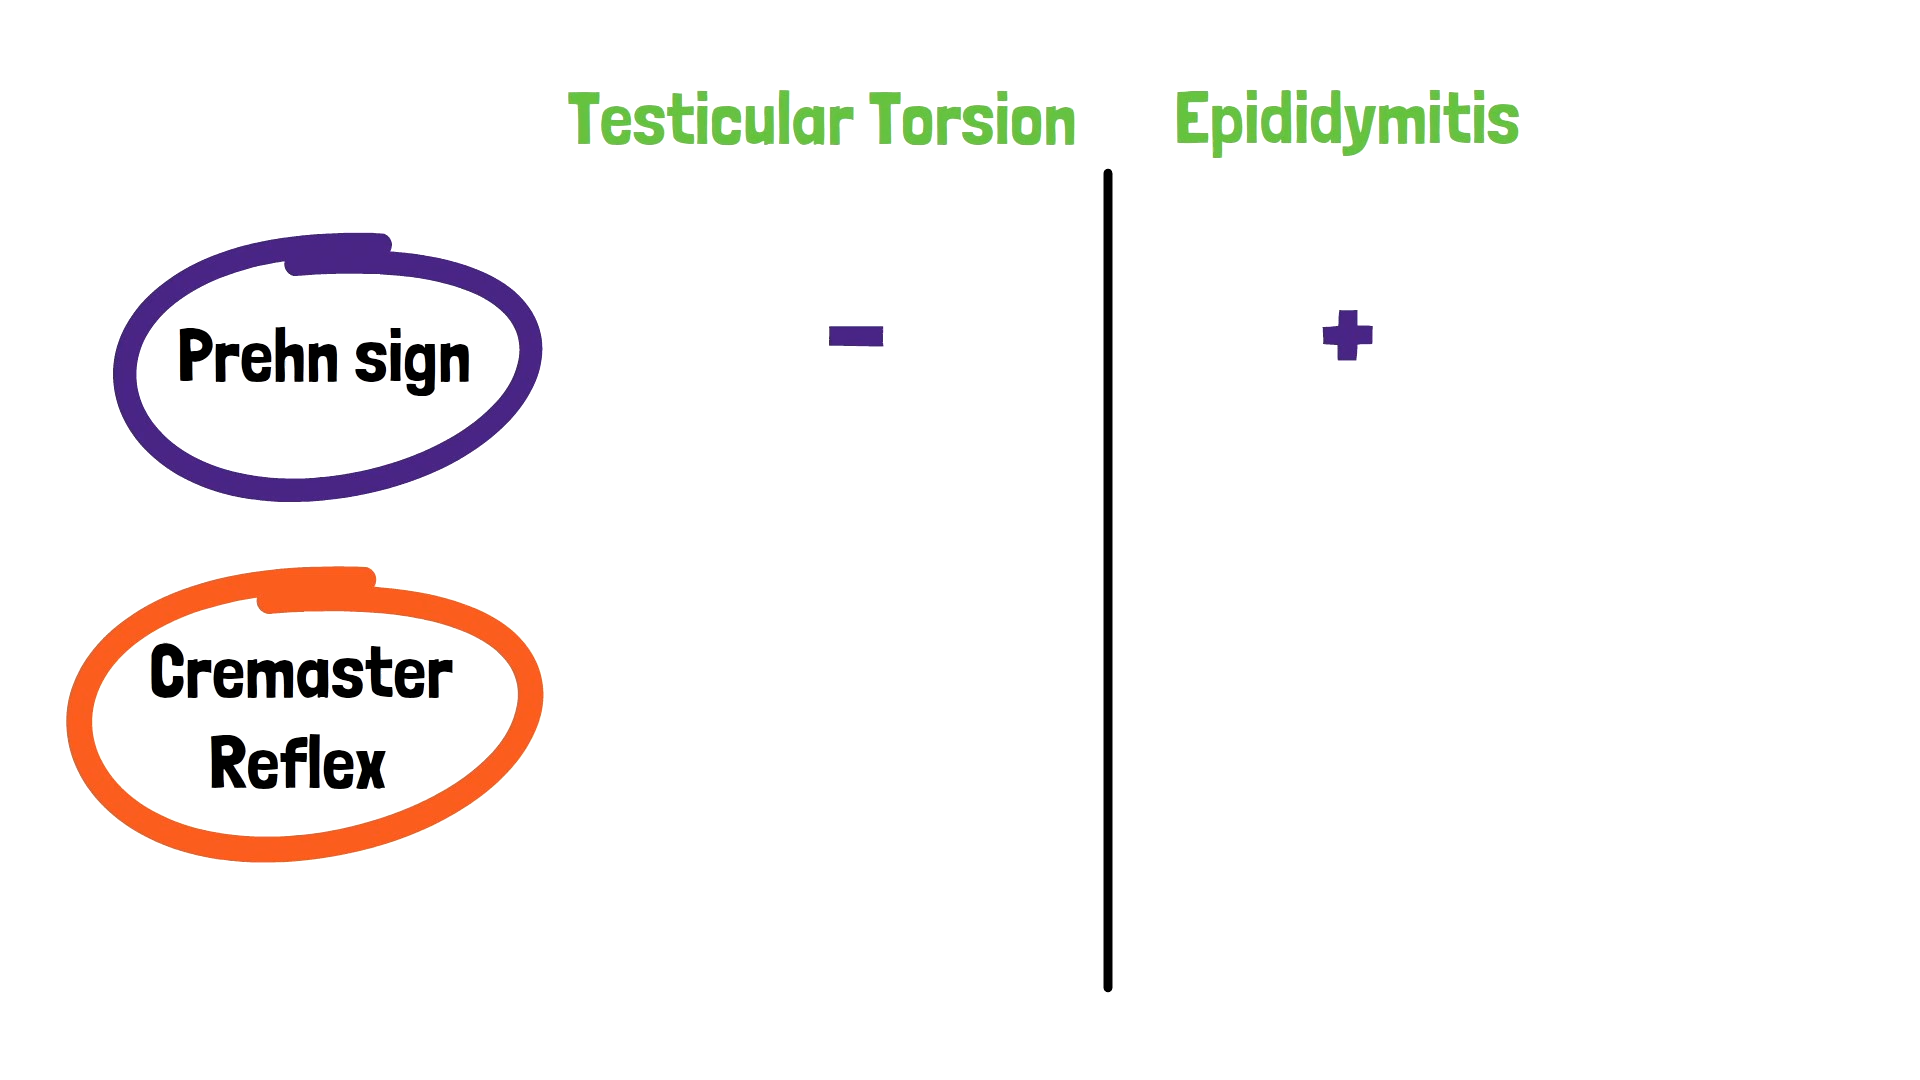 Testicular Torsion
Epididymitis
Prehn sign
-
+
Cremaster
Reflex